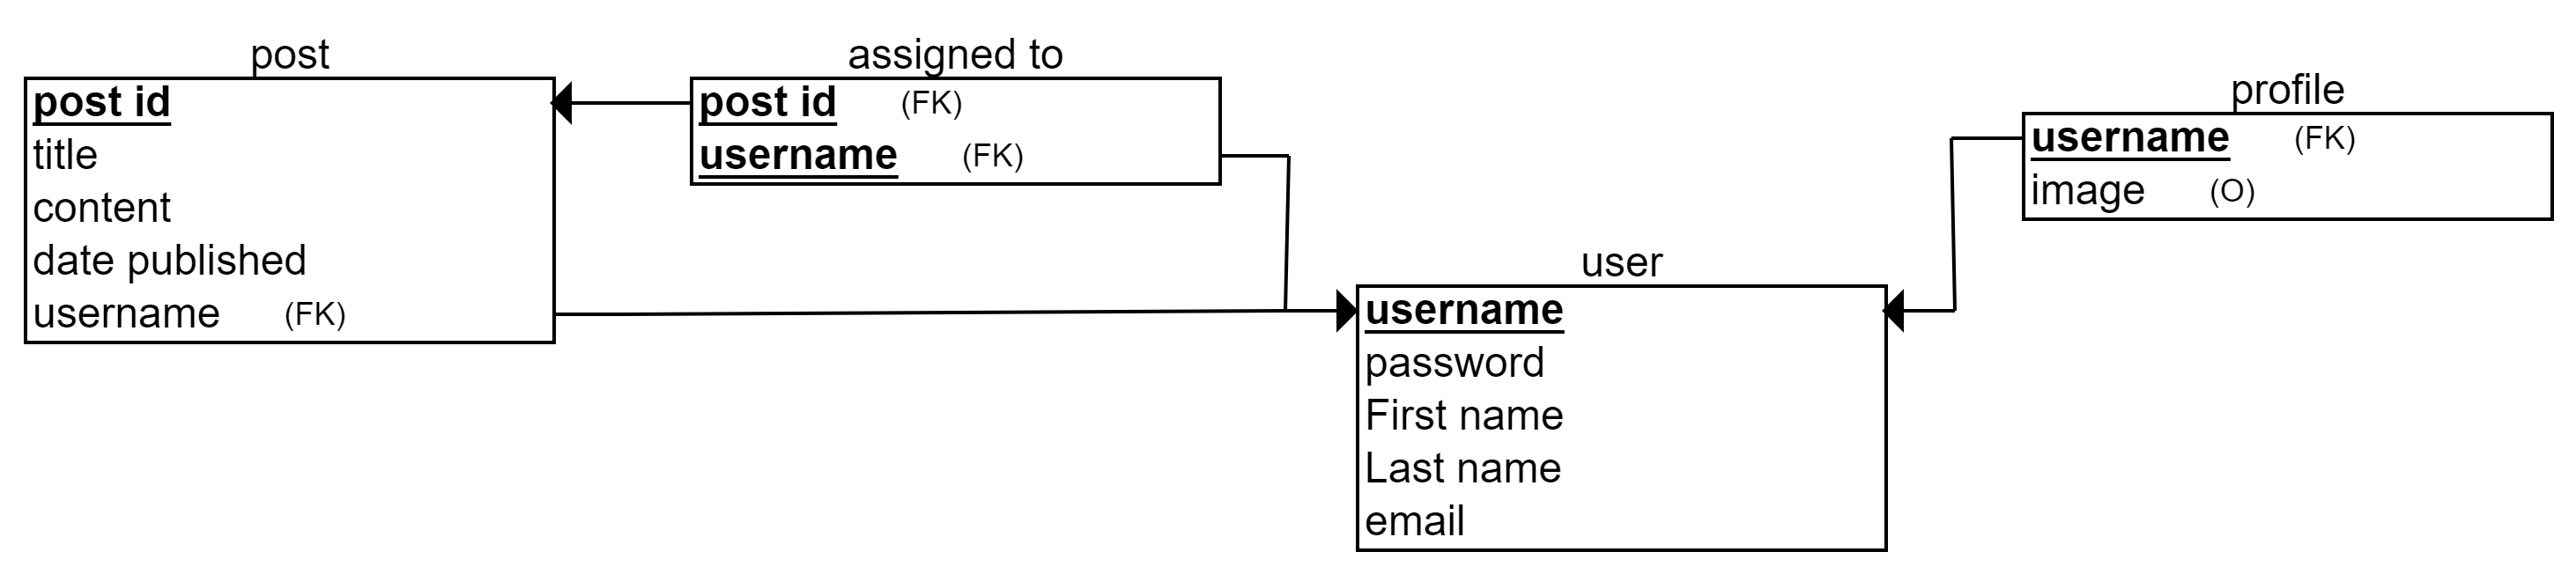 post
post id
title
content
date published
username (FK)
assigned to
post id (FK)
username (FK)
user
username
password
First name
Last name
email
profile
username (FK)
image (O)